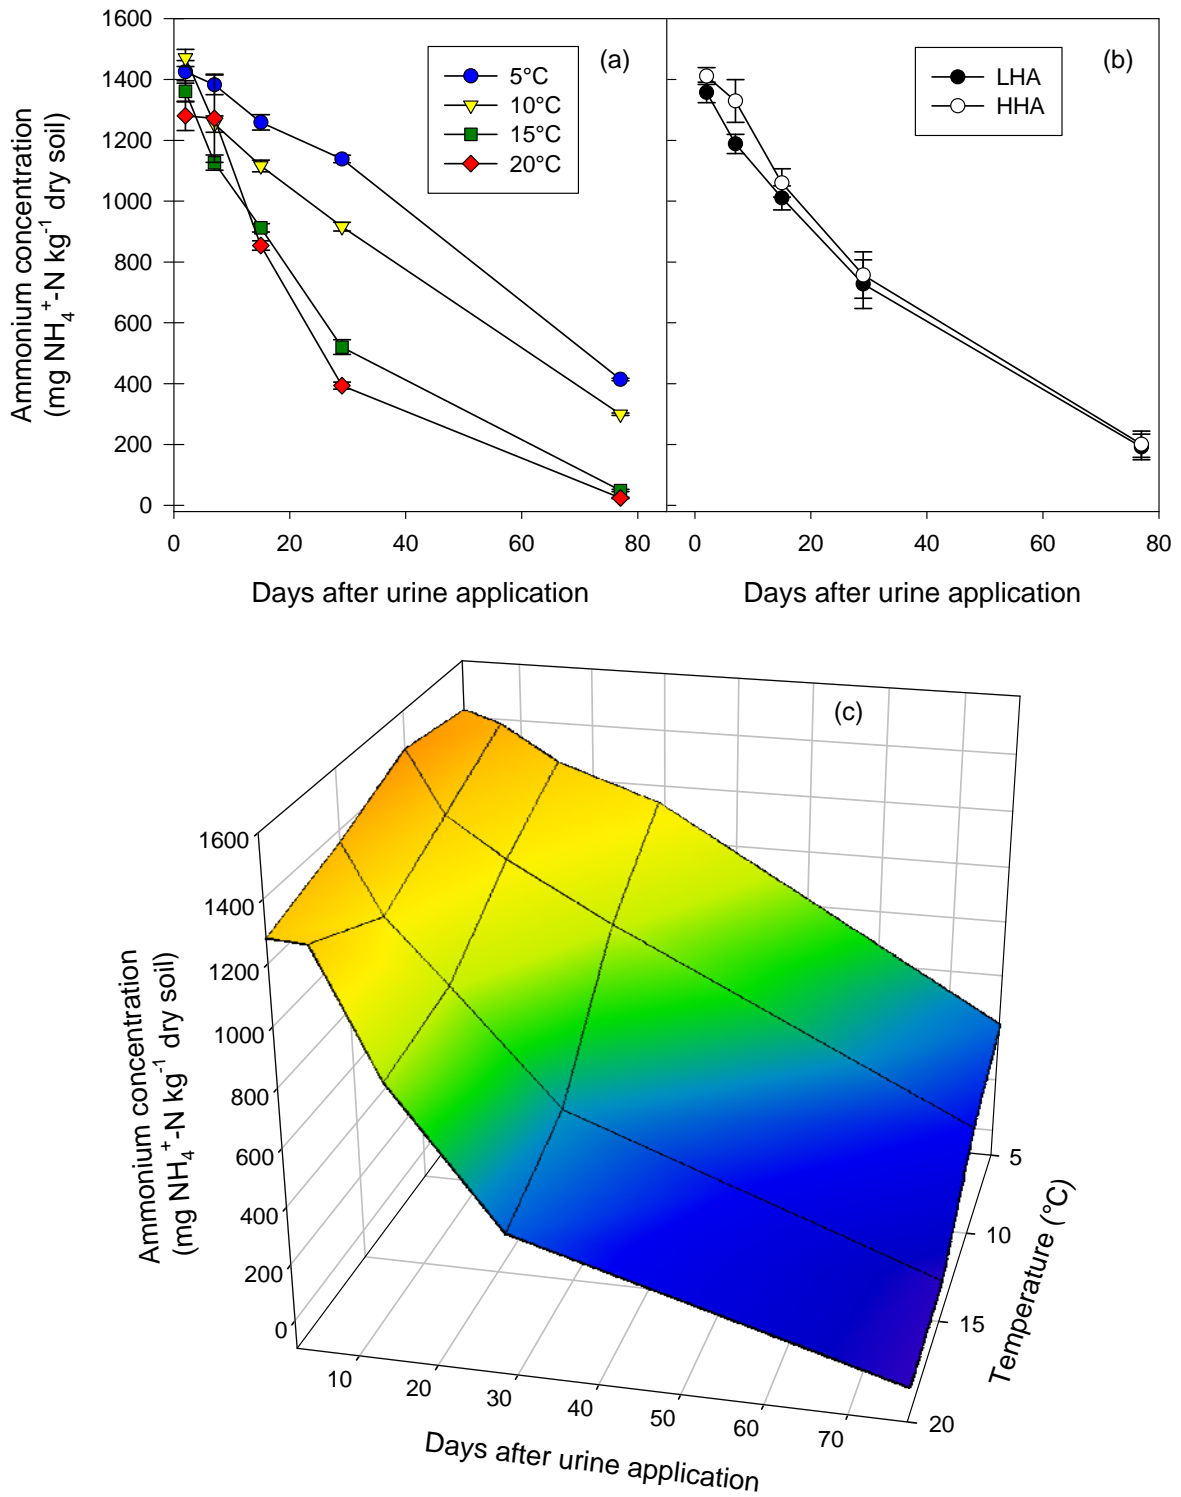 Ammonium concentration
(mg NH₄⁺-N kg⁻¹ dry soil)
1600
1400
1200
1000
800
600
400
200
0
5°C
10°C
15°C
20°C
(a)
LHA
HHA
(b)
0 20 40 60 80
0 20 40 60 80
Days after urine application
Days after urine application
(c)
Ammonium concentration
(mg NH₄⁺-N kg⁻¹ dry soil)
1600
1400
1200
1000
800
600
400
200
0
10 20 30 40 50 60 70
Days after urine application
5
10
15
20
Temperature (°C)